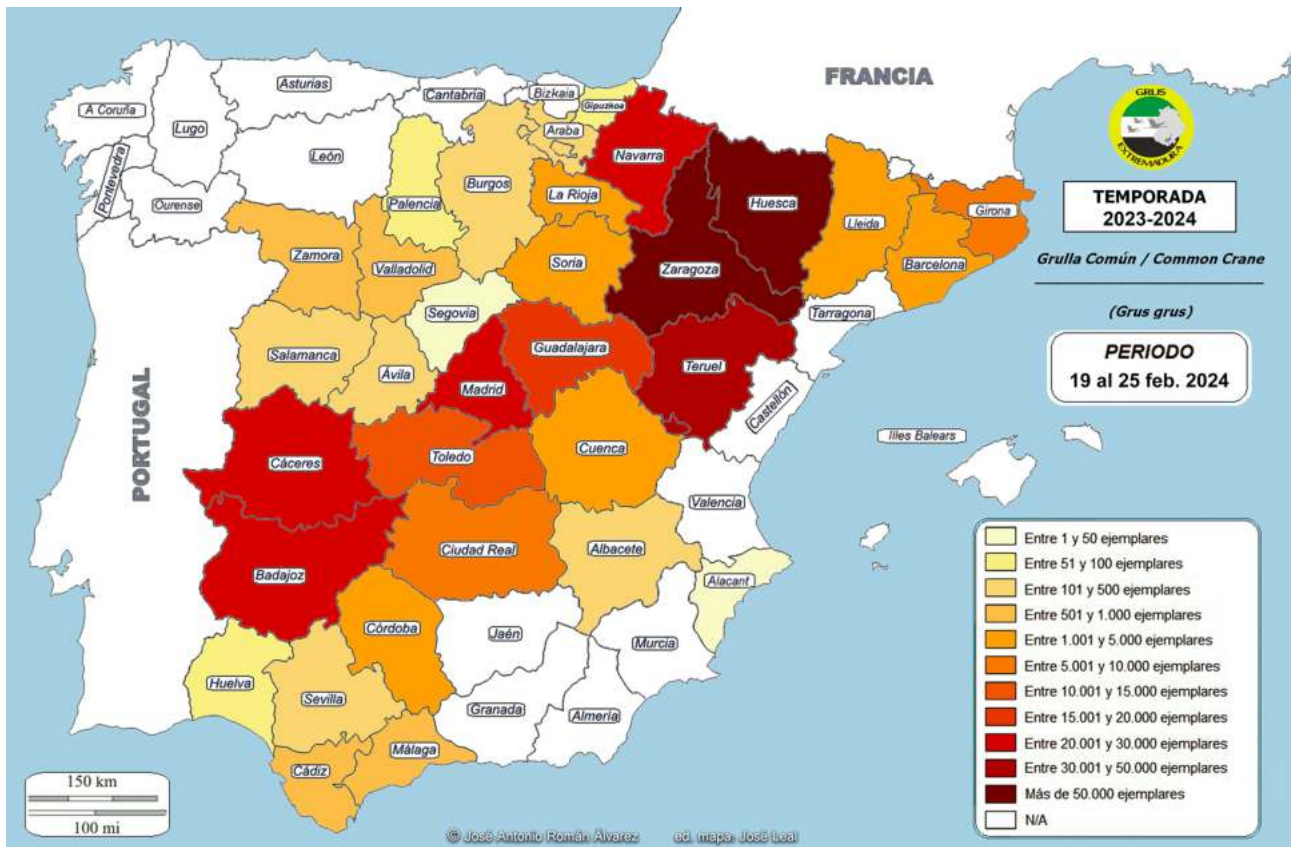 FRANCIA
GRUS
EXTREMADURA
TEMPORADA
2023-2024
Grulla Común / Common Crane
(Grus grus)
PERIODO
19 al 25 feb. 2024
A Coruña
Lugo
Asturias
Cantabria
Bizkaia
Gipuzkoa
Araba
Navarra
León
Pontevedra
Ourense
Palencia
Burgos
La Rioja
Huesca
Lleida
Girona
Barcelona
Zamora
Valladolid
Soria
Zaragoza
Tarragona
Segovia
Salamanca
Ávila
Madrid
Guadalajara
Teruel
Castellón
PORTUGAL
Cáceres
Toledo
Cuenca
Illes Balears
Valencia
Badajoz
Ciudad Real
Albacete
Alacant
Córdoba
Jaén
Murcia
Huelva
Sevilla
Granada
Almería
Málaga
Cádiz
Entre 1 y 50 ejemplares
Entre 51 y 100 ejemplares
Entre 101 y 500 ejemplares
Entre 501 y 1.000 ejemplares
Entre 1.001 y 5.000 ejemplares
Entre 5.001 y 10.000 ejemplares
Entre 10.001 y 15.000 ejemplares
Entre 15.001 y 20.000 ejemplares
Entre 20.001 y 30.000 ejemplares
Entre 30.001 y 50.000 ejemplares
Más de 50.000 ejemplares
N/A
150 km
100 mi
© José Antonio Román Álvarez ed. mapa: José Leal